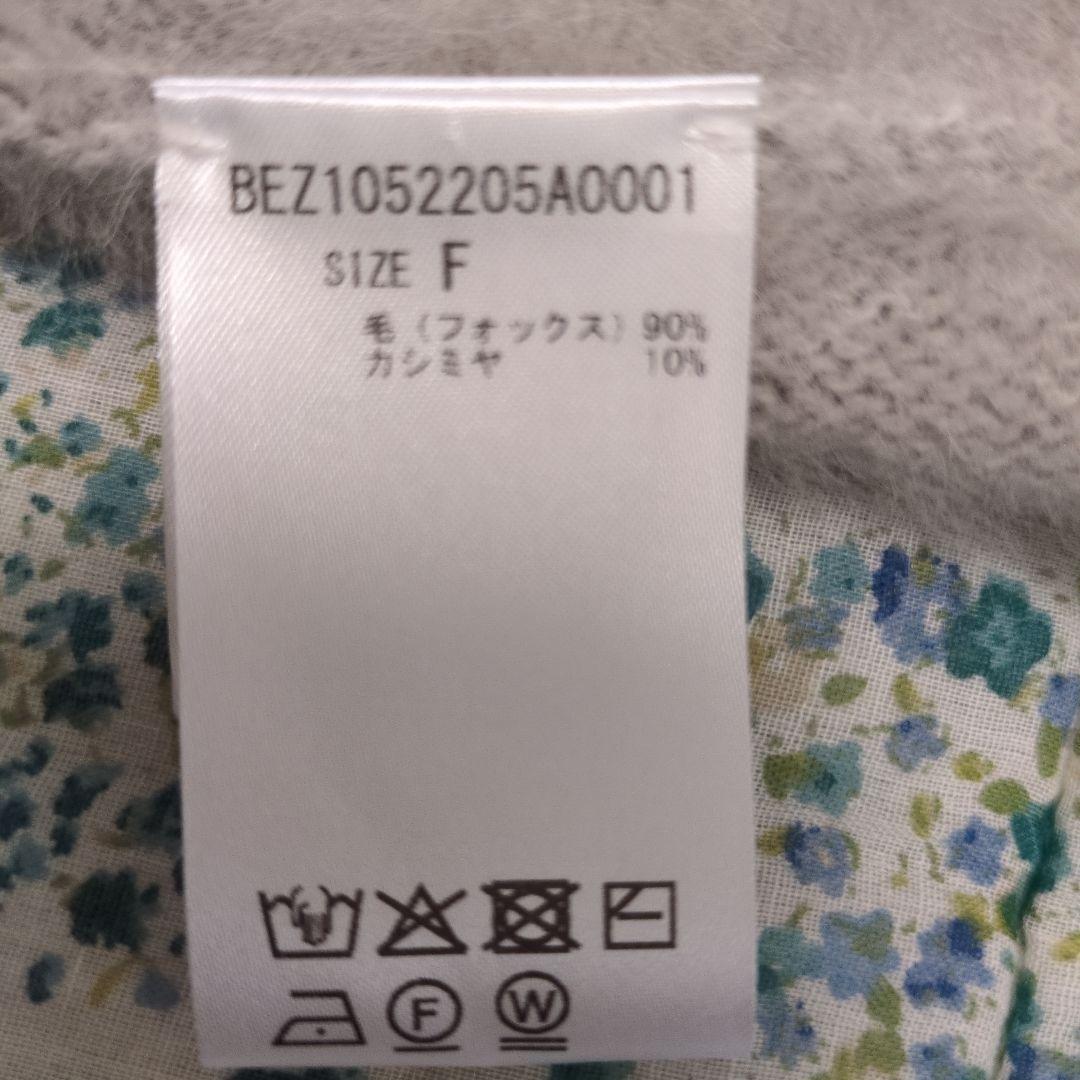 BEZ1052205A0001
SIZE F
毛（フォックス）90%
カシミヤ 10%
F W